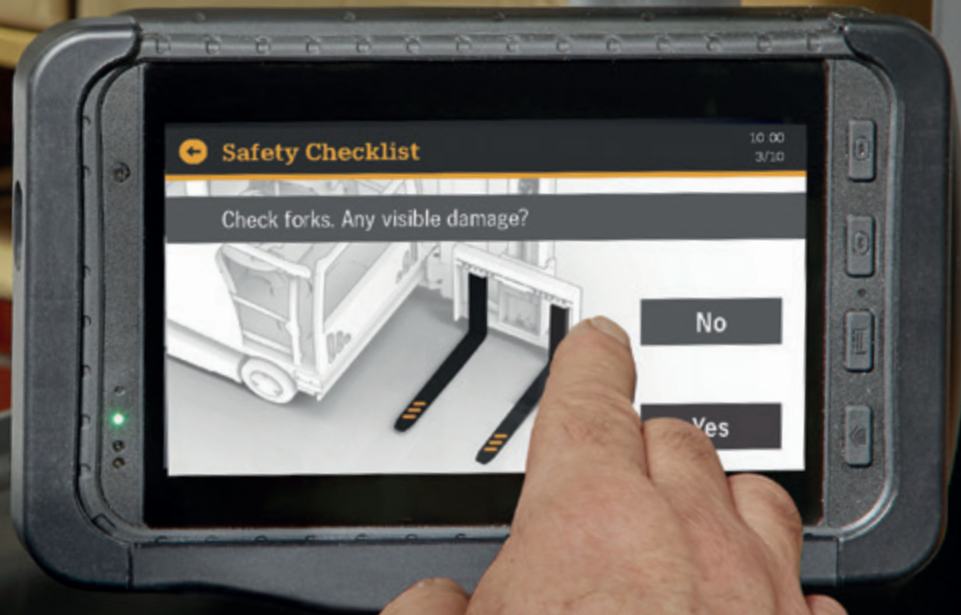 Safety Checklist
10 00
3/10
Check forks. Any visible damage?
No
Yes